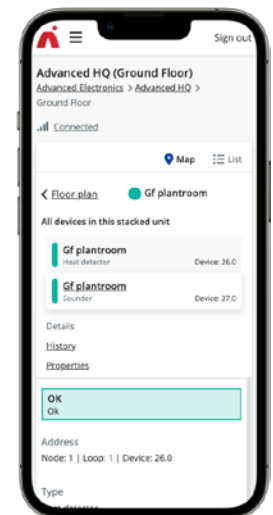 Sign out
Advanced HQ (Ground Floor)
Advanced Electronics > Advanced HQ >
Ground Floor
Connected
Map List
Floor plan Gf plantroom
All devices in this stacked unit
Gf plantroom
Heat detector Device: 26.0
Gf plantroom
Sounder Device: 27.0
Details
History
Properties
OK
Ok
Address
Node: 1 | Loop: 1 | Device: 26.0
Type